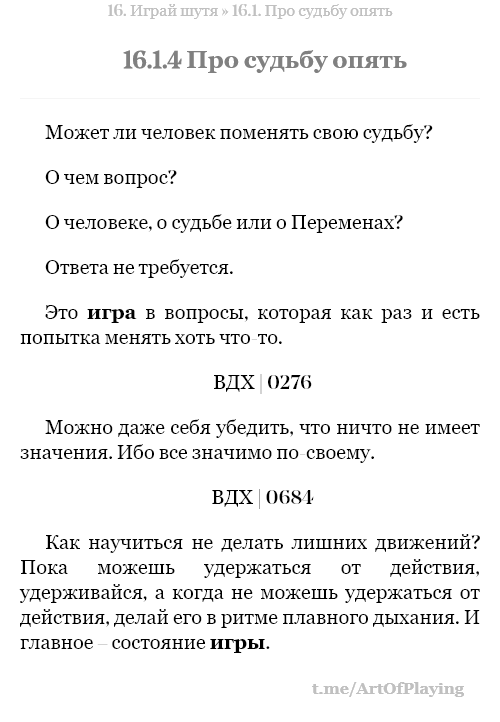 16. Играй шутя » 16.1. Про судьбу опять
16.1.4 Про судьбу опять
Может ли человек поменять свою судьбу?
О чем вопрос?
О человеке, о судьбе или о Переменах?
Ответа не требуется.
Это игра в вопросы, которая как раз и есть
попытка менять хоть что-то.
ВДХ | 0276
Можно даже себя убедить, что ничто не имеет
значения. Ибо все значимо по-своему.
ВДХ | 0684
Как научиться не делать лишних движений?
Пока можешь удержаться от действия,
удерживайся, а когда не можешь удержаться от
действия, делай его в ритме плавного дыхания. И
главное – состояние игры.
t.me/ArtOfPlaying